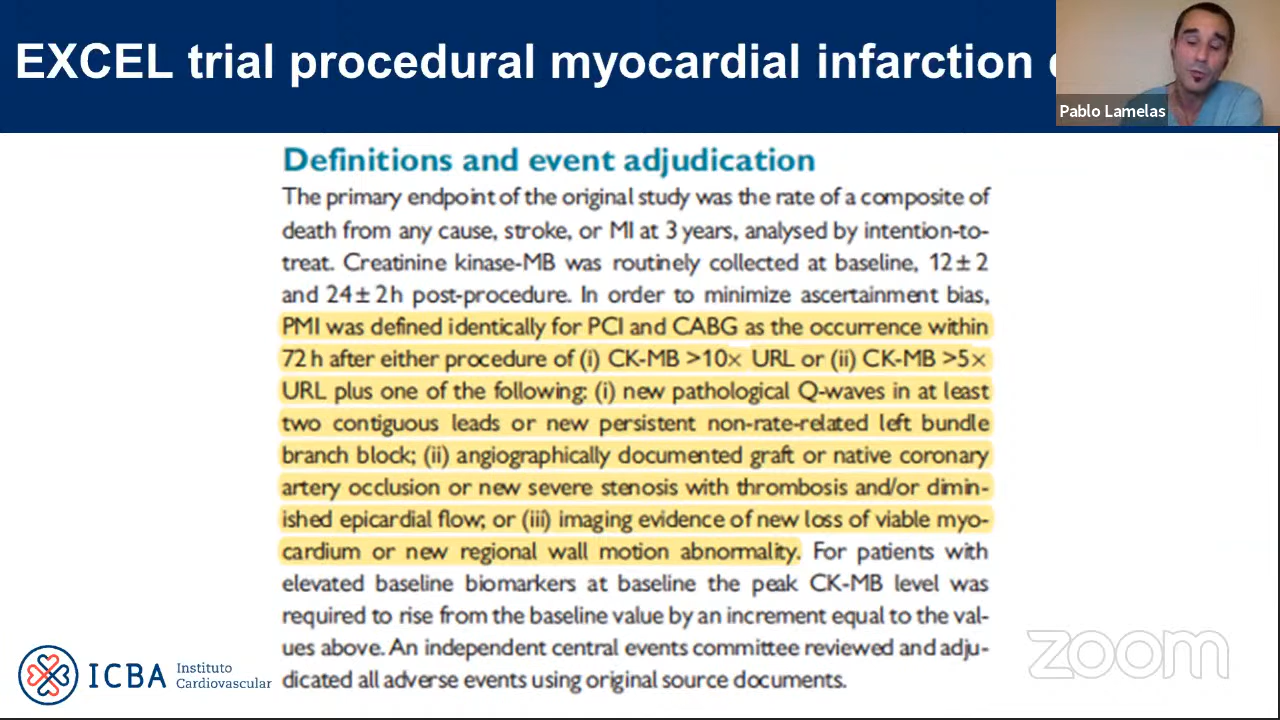 EXCEL trial procedural myocardial infarction
Pablo Lamelas
Definitions and event adjudication
The primary endpoint of the original study was the rate of a composite of
death from any cause, stroke, or MI at 3 years, analysed by intention-to-
treat. Creatinine kinase-MB was routinely collected at baseline, 12 ± 2
and 24 ± 2 h post-procedure. In order to minimize ascertainment bias,
PMI was defined identically for PCI and CABG as the occurrence within
72 h after either procedure of (i) CK-MB >10× URL or (ii) CK-MB >5×
URL plus one of the following: (i) new pathological Q-waves in at least
two contiguous leads or new persistent non-rate-related left bundle
branch block; (ii) angiographically documented graft or native coronary
artery occlusion or new severe stenosis with thrombosis and/or dimin-
ished epicardial flow; or (iii) imaging evidence of new loss of viable myo-
cardium or new regional wall motion abnormality. For patients with
elevated baseline biomarkers at baseline the peak CK-MB level was
required to rise from the baseline value by an increment equal to the val-
ues above. An independent central events committee reviewed and adju-
dicated all adverse events using original source documents.
ICBA
Instituto
Cardiovascular
zoom